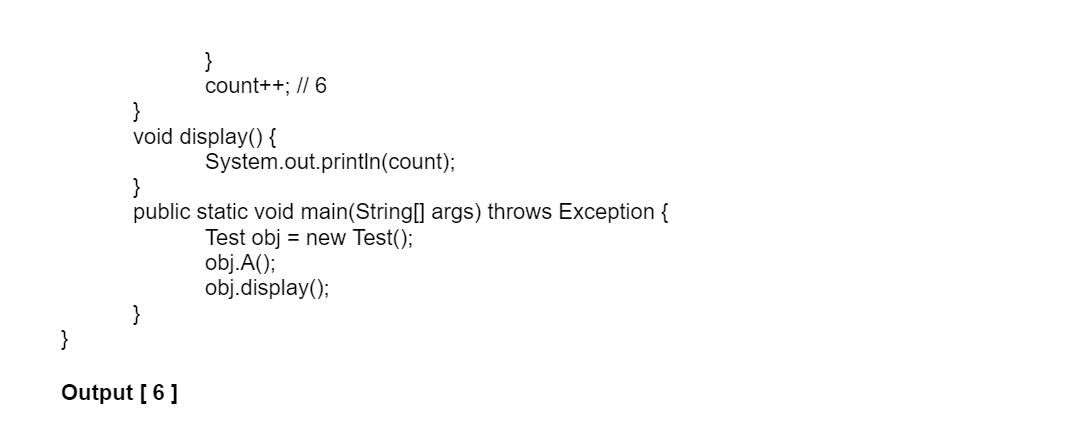 }
count++; // 6
}
void display() {
System.out.println(count);
}
public static void main(String[] args) throws Exception {
Test obj = new Test();
obj.A();
obj.display();
}
}
Output [ 6 ]